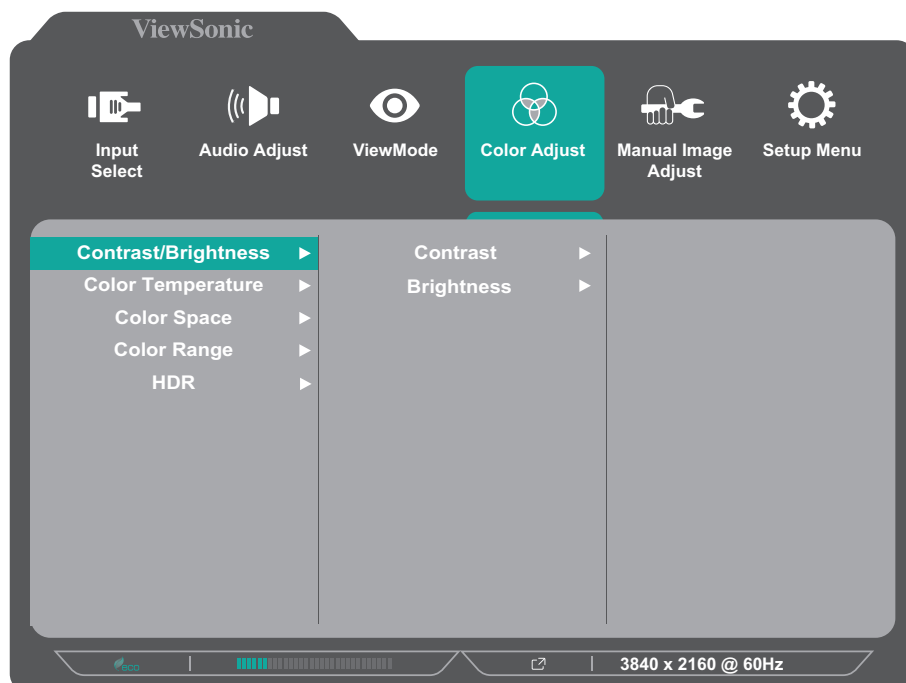 ViewSonic
Input
Select
Audio Adjust
ViewMode
Color Adjust
Manual Image
Adjust
Setup Menu
Contrast/Brightness
Color Temperature
Color Space
Color Range
HDR
Contrast
Brightness
eco
3840 x 2160 @ 60Hz